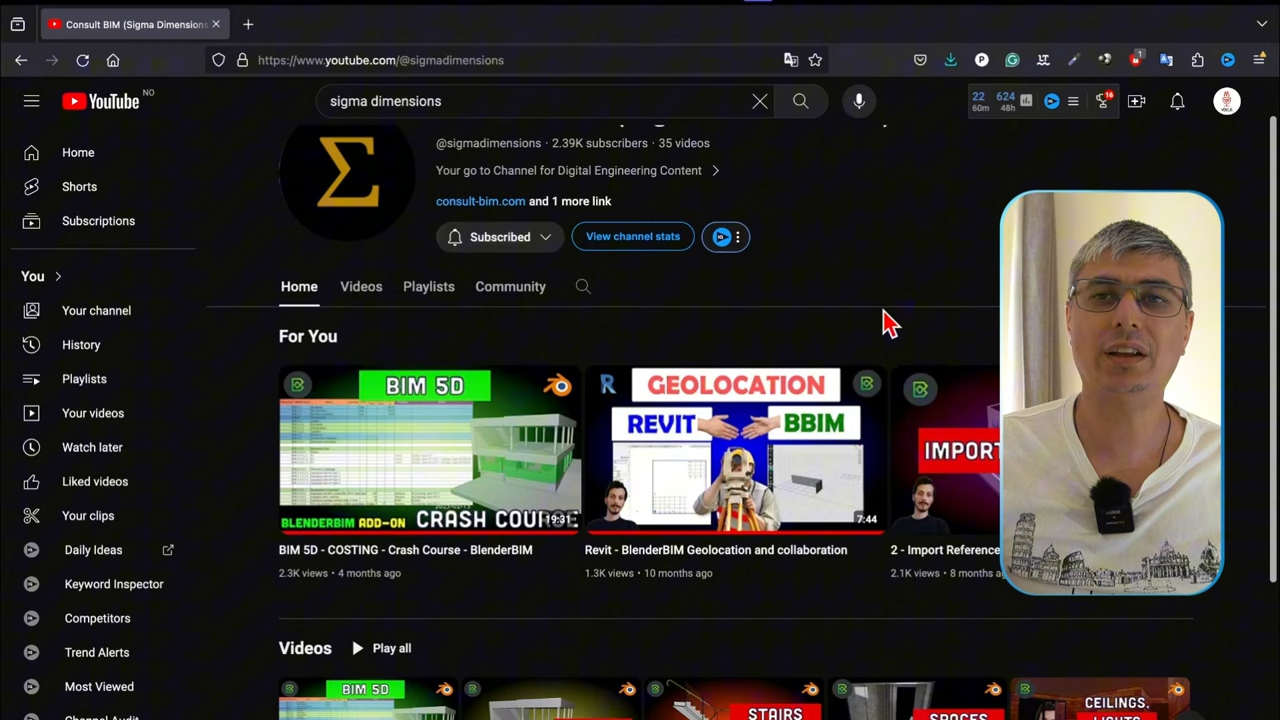 Consult BIM (Sigma Dimensions
https://www.youtube.com/@sigmadimensions
YouTube NO
sigma dimensions
22 60m 624 48h
16
1
@sigmadimensions · 2.39K subscribers · 35 videos
Your go to Channel for Digital Engineering Content
consult-bim.com and 1 more link
Subscribed
View channel stats
Home
Videos
Playlists
Community
Home
Shorts
Subscriptions
You
Your channel
History
Playlists
Your videos
Watch later
Liked videos
Your clips
Daily Ideas
Keyword Inspector
Competitors
Trend Alerts
Most Viewed
Channel Audit
For You
BIM 5D
BLENDERBIM ADD-ON
19:31
BIM 5D - COSTING - Crash Course - BlenderBIM
2.3K views · 4 months ago
R
GEOLOCATION
REVIT
BBIM
7:44
Revit - BlenderBIM Geolocation and collaboration
1.3K views · 10 months ago
2 - Import Reference
2.1K views · 8 months
Videos
Play all
BIM 5D
STAIRS
SPACES
CEILINGS,
LIGHTS